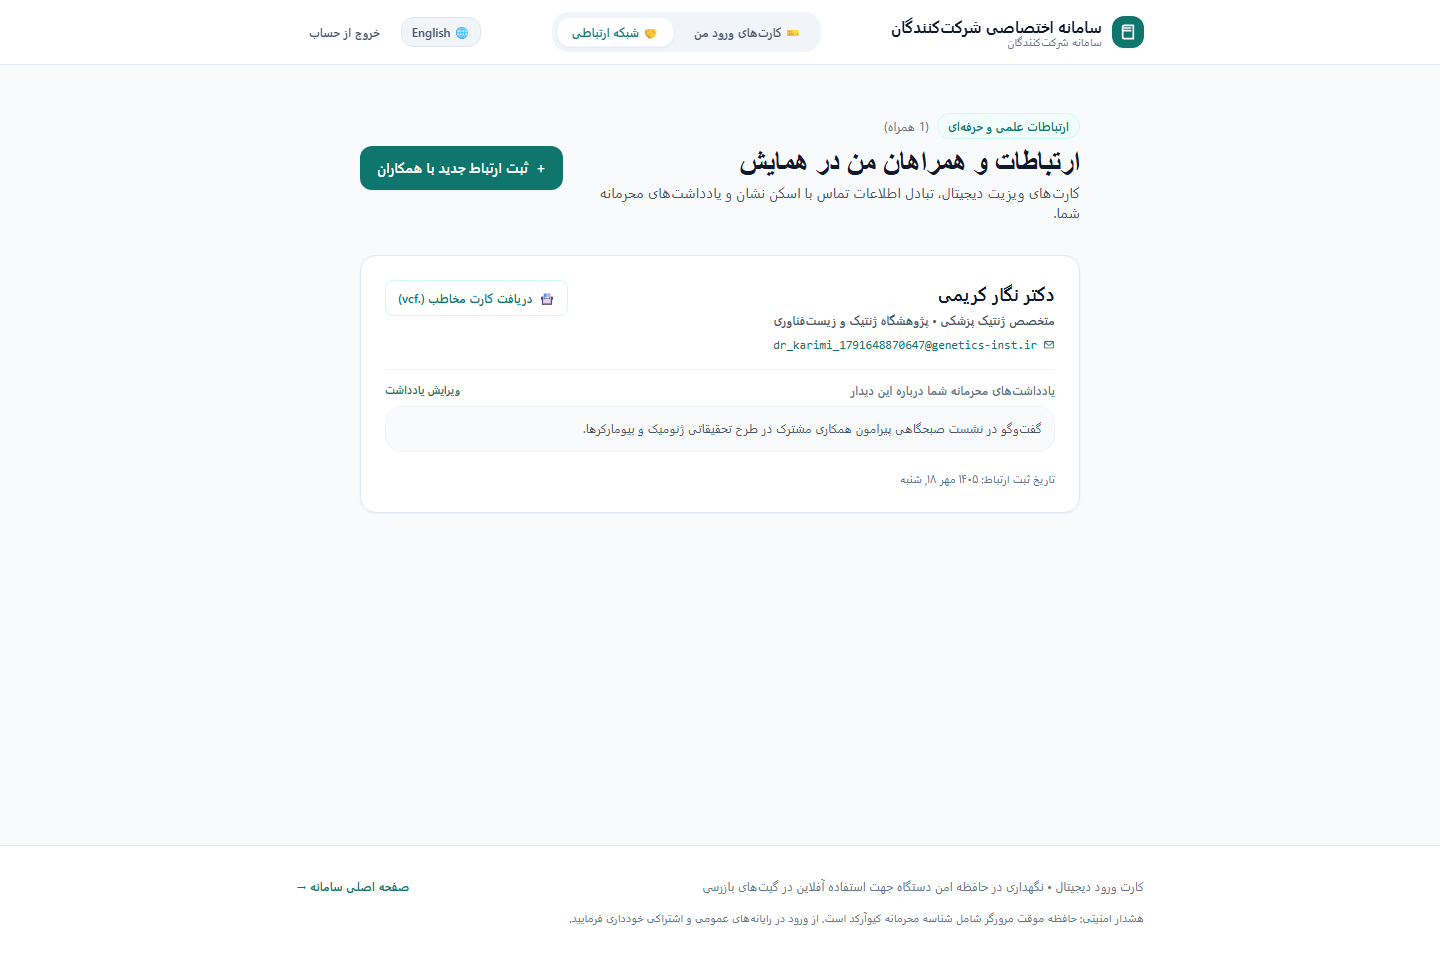 سامانه اختصاصی شرکت‌کنندگان
سامانه شرکت‌کنندگان
🎫 کارت‌های ورود من
🤝 شبکه ارتباطی
🌐 English
خروج از حساب
ارتباطات علمی و حرفه‌ای
(1 همراه)
ارتباطات و همراهان من در همایش
کارت‌های ویزیت دیجیتال، تبادل اطلاعات تماس با اسکن نشان و یادداشت‌های محرمانه
شما.
+ ثبت ارتباط جدید با همکاران
دکتر نگار کریمی
متخصص ژنتیک پزشکی • پژوهشگاه ژنتیک و زیست‌فناوری
dr_karimi_1791648870647@genetics-inst.ir
دریافت کارت مخاطب (.vcf)
یادداشت‌های محرمانه شما درباره این دیدار
ویرایش یادداشت
گفت‌وگو در نشست صبحگاهی پیرامون همکاری مشترک در طرح تحقیقاتی ژنومیک و بیومارکرها.
تاریخ ثبت ارتباط: ۱۴۰۵ مهر ۱۸, شنبه
کارت ورود دیجیتال • نگهداری در حافظه امن دستگاه جهت استفاده آفلاین در گیت‌های بازرسی
صفحه اصلی سامانه →
هشدار امنیتی: حافظه موقت مرورگر شامل شناسه محرمانه کیوآرکد است. از ورود در رایانه‌های عمومی و اشتراکی خودداری فرمایید.